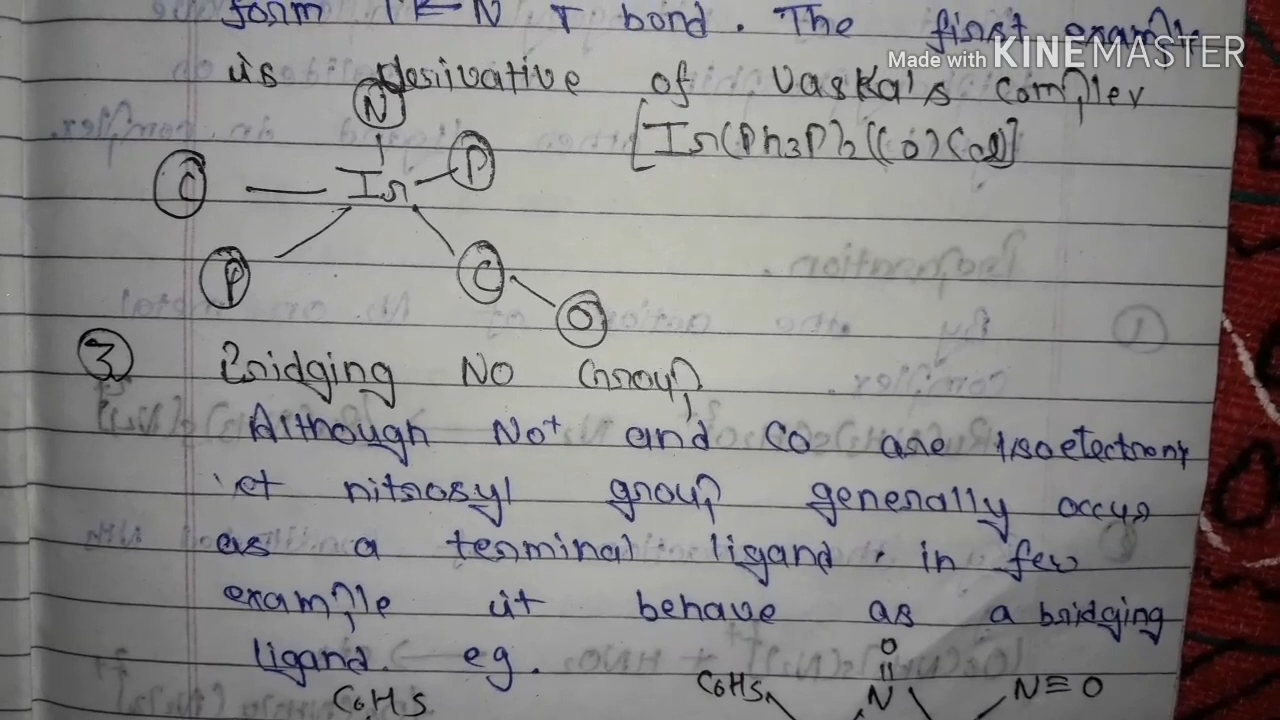 form M ← N σ bond. The first example
Made with KINEMASTER
is derivative of Vaska's complex
[Ir(Ph3P)2(CO)Cl]
N
Cl — Ir — P
P
C
O
③ Bridging NO Group
Although NO+ and CO are isoelectronic
yet nitrosyl group generally occurs
as a terminal ligand. in few
example it behave as a bridging
ligand. eg.
O
C6H5 C6H5 N N≡O